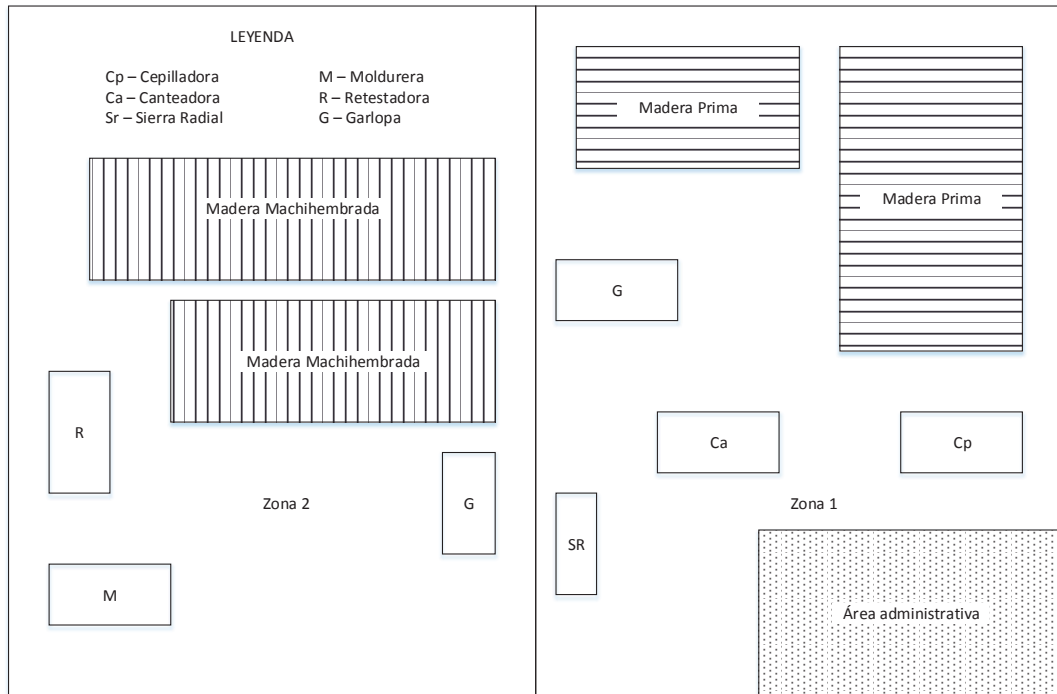 LEYENDA
Cp – Cepilladora
Ca – Canteadora
Sr – Sierra Radial
M – Moldurera
R – Retestadora
G – Garlopa
Madera Machihembrada
Madera Machihembrada
R
Zona 2
G
M
Madera Prima
Madera Prima
G
Ca
Cp
Zona 1
SR
Área administrativa